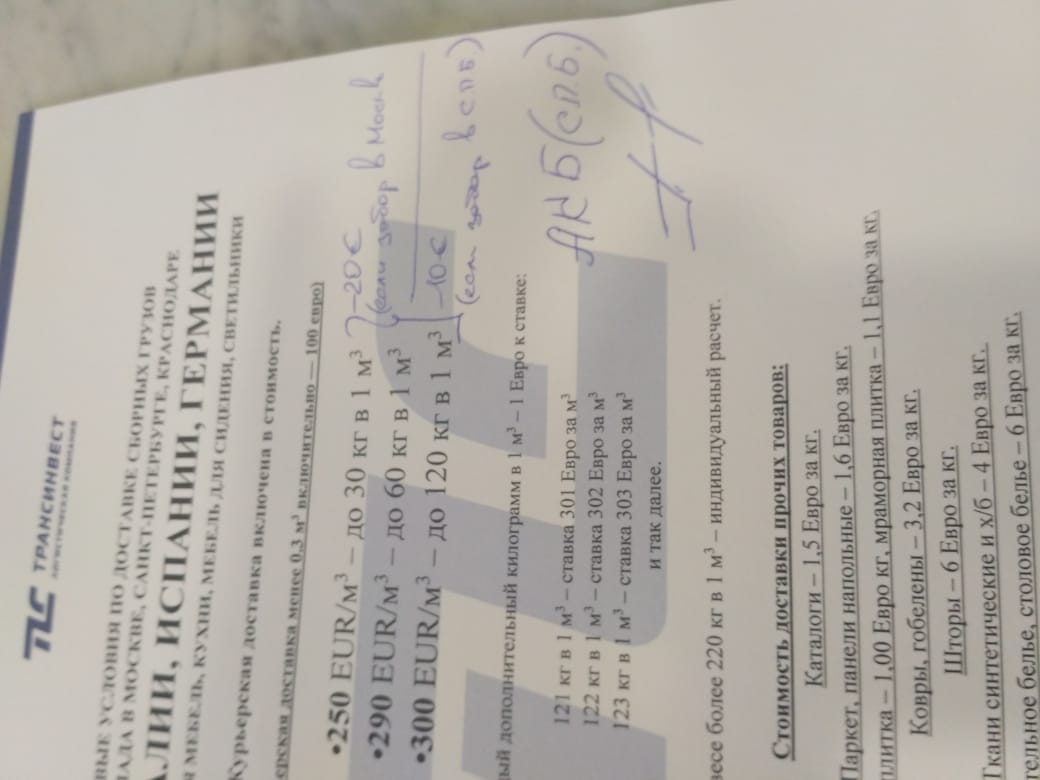 ТРАНСИНВЕСТ
ЛОГИСТИЧЕСКАЯ КОМПАНИЯ
ВЫЕ УСЛОВИЯ ПО ДОСТАВКЕ СБОРНЫХ ГРУЗОВ
ЛАДА В МОСКВЕ, САНКТ-ПЕТЕРБУРГЕ, КРАСНОДАРЕ
АЛИИ, ИСПАНИИ, ГЕРМАНИИ
Я МЕБЕЛЬ, КУХНИ, МЕБЕЛЬ ДЛЯ СИДЕНИЯ, СВЕТИЛЬНИКИ
Курьерская доставка включена в стоимость.
ерская доставка менее 0,3 м³ включительно – 100 евро)
•250 EUR/м³ – до 30 кг в 1 м³ -20€
•290 EUR/м³ – до 60 кг в 1 м³ (если забор в Москв
•300 EUR/м³ – до 120 кг в 1 м³ -10€
(если забор в СПБ.)
ый дополнительный килограмм в 1 м³ – 1 Евро к ставке:
121 кг в 1 м³ – ставка 301 Евро за м³
122 кг в 1 м³ – ставка 302 Евро за м³
123 кг в 1 м³ – ставка 303 Евро за м³
и так далее.
АКБ (СПБ.)
весе более 220 кг в 1 м³ – индивидуальный расчет.
Стоимость доставки прочих товаров:
Каталоги – 1,5 Евро за кг.
Паркет, панели напольные – 1,6 Евро за кг.
плитка – 1,00 Евро кг, мраморная плитка – 1,1 Евро за кг.
Ковры, гобелены – 3,2 Евро за кг.
Шторы – 6 Евро за кг.
Ткани синтетические и х/б – 4 Евро за кг.
тельное белье, столовое белье – 6 Евро за кг.